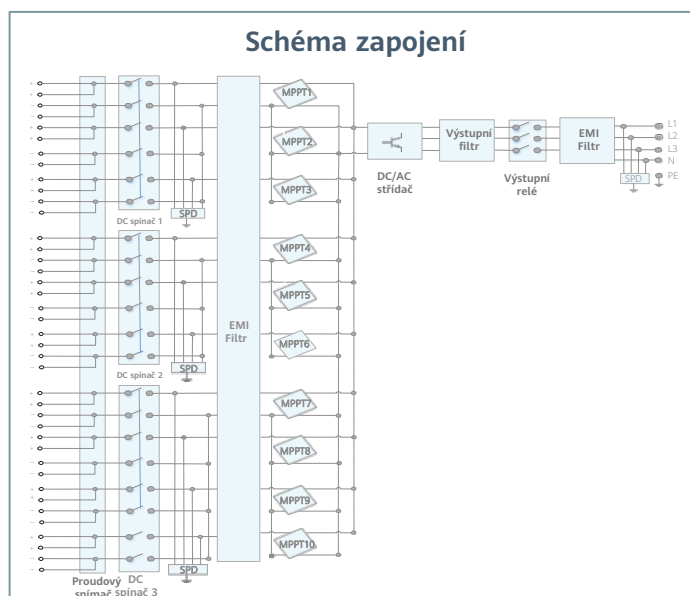 Schéma zapojení
MPPT1
MPPT2
MPPT3
MPPT4
MPPT5
MPPT6
MPPT7
MPPT8
MPPT9
MPPT10
DC spínač 1
SPD
DC spínač 2
SPD
Proudový
spímač
DC
spínač 3
SPD
EMI
Filtr
DC/AC
střídač
Výstupní
filtr
Výstupní
relé
EMI
Filtr
SPD
L1
L2
L3
N
PE